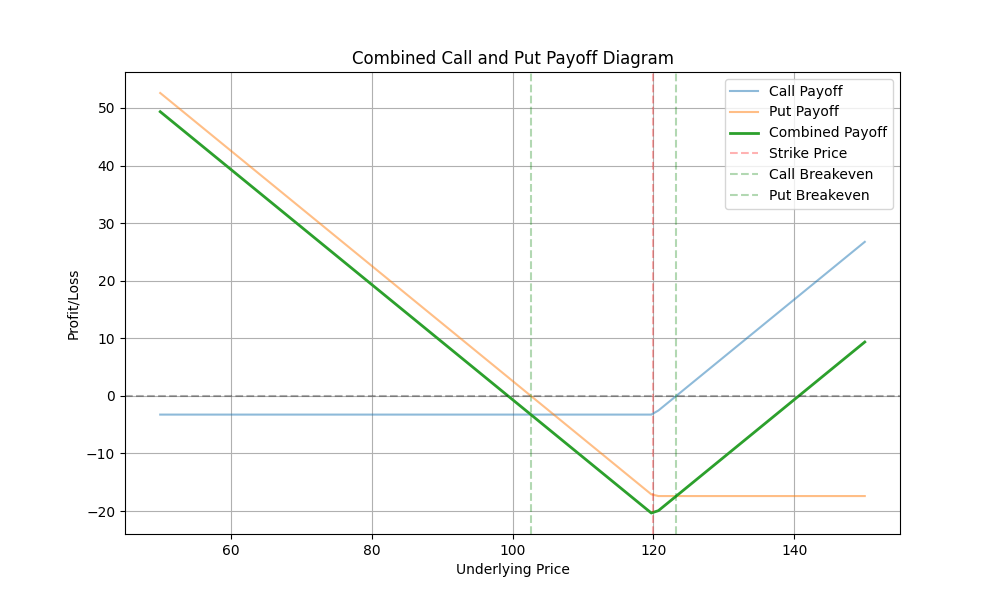 Combined Call and Put Payoff Diagram
Call Payoff
Put Payoff
Combined Payoff
Strike Price
Call Breakeven
Put Breakeven
50
40
30
20
10
0
−10
−20
Profit/Loss
60
80
100
120
140
Underlying Price